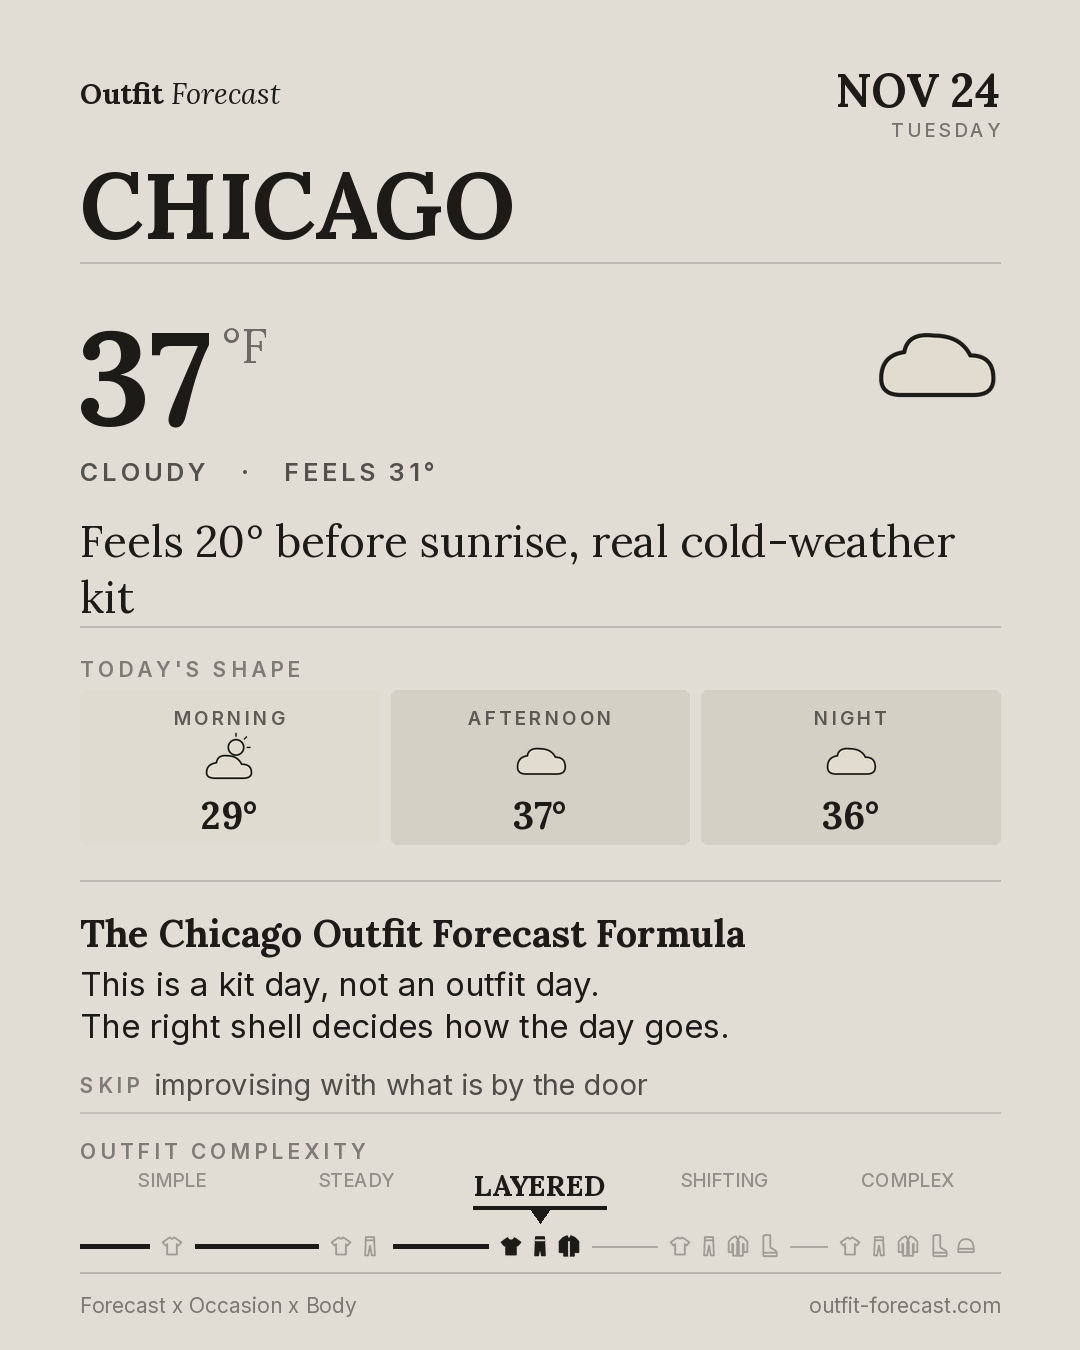 Outfit Forecast
NOV 24
TUESDAY
CHICAGO
37 °F
CLOUDY · FEELS 31°
Feels 20° before sunrise, real cold-weather
kit
TODAY'S SHAPE
MORNING
29°
AFTERNOON
37°
NIGHT
36°
The Chicago Outfit Forecast Formula
This is a kit day, not an outfit day.
The right shell decides how the day goes.
SKIP improvising with what is by the door
OUTFIT COMPLEXITY
SIMPLE STEADY LAYERED SHIFTING COMPLEX
Forecast x Occasion x Body
outfit-forecast.com